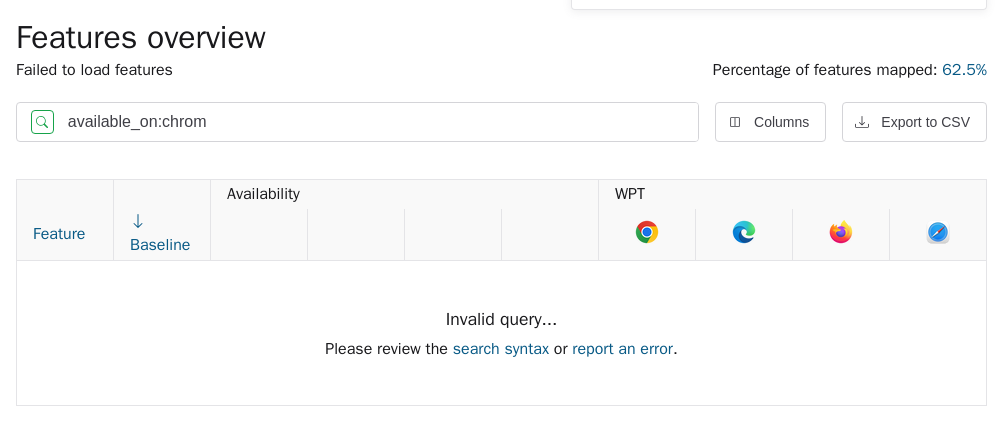 Features overview
Failed to load features
Percentage of features mapped: 62.5%
available_on:chrom
Columns
Export to CSV
Availability
WPT
Feature
Baseline
Invalid query...
Please review the search syntax or report an error.